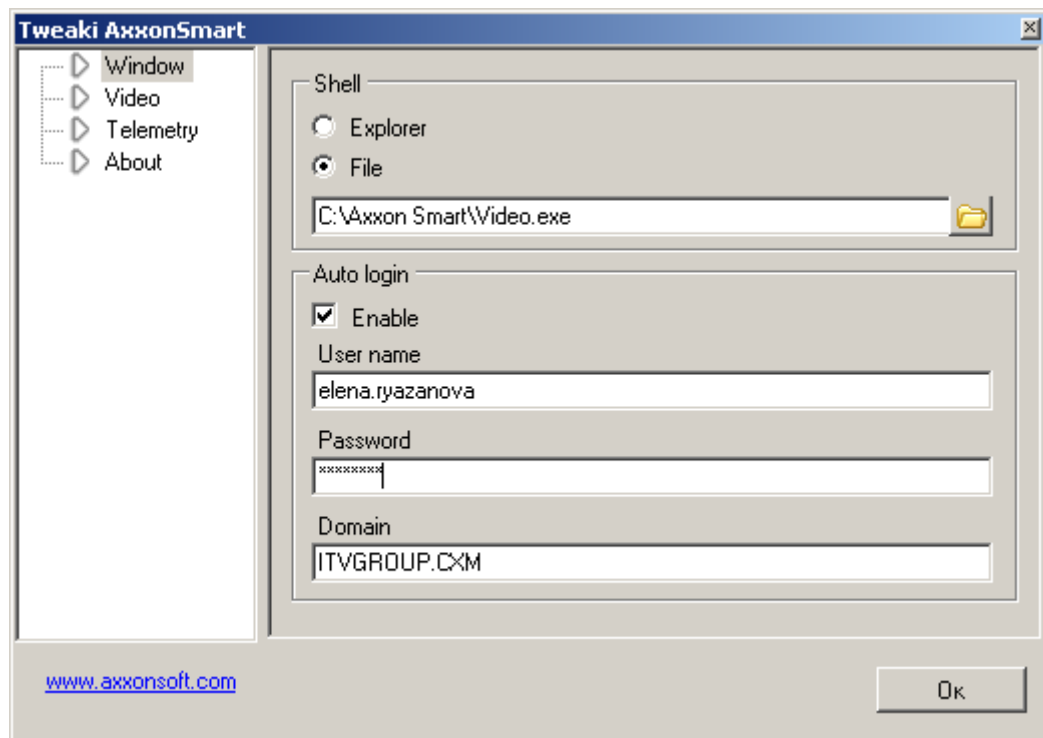 Tweaki AxxonSmart
Window
Video
Telemetry
About
Shell
Explorer
File
C:\Axxon Smart\Video.exe
Auto login
Enable
User name
elena.ryazanova
Password
********
Domain
ITVGROUP.CXM
www.axxonsoft.com
Ок